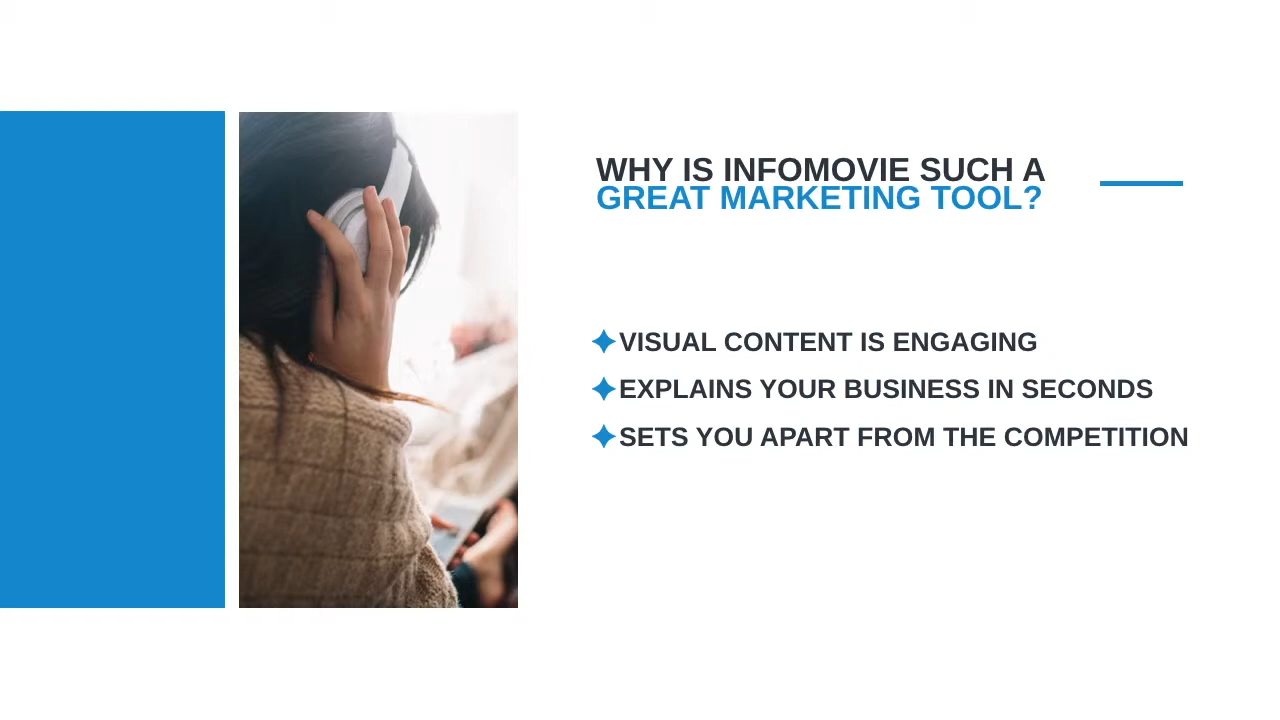 WHY IS INFOMOVIE SUCH A
GREAT MARKETING TOOL?
VISUAL CONTENT IS ENGAGING
EXPLAINS YOUR BUSINESS IN SECONDS
SETS YOU APART FROM THE COMPETITION